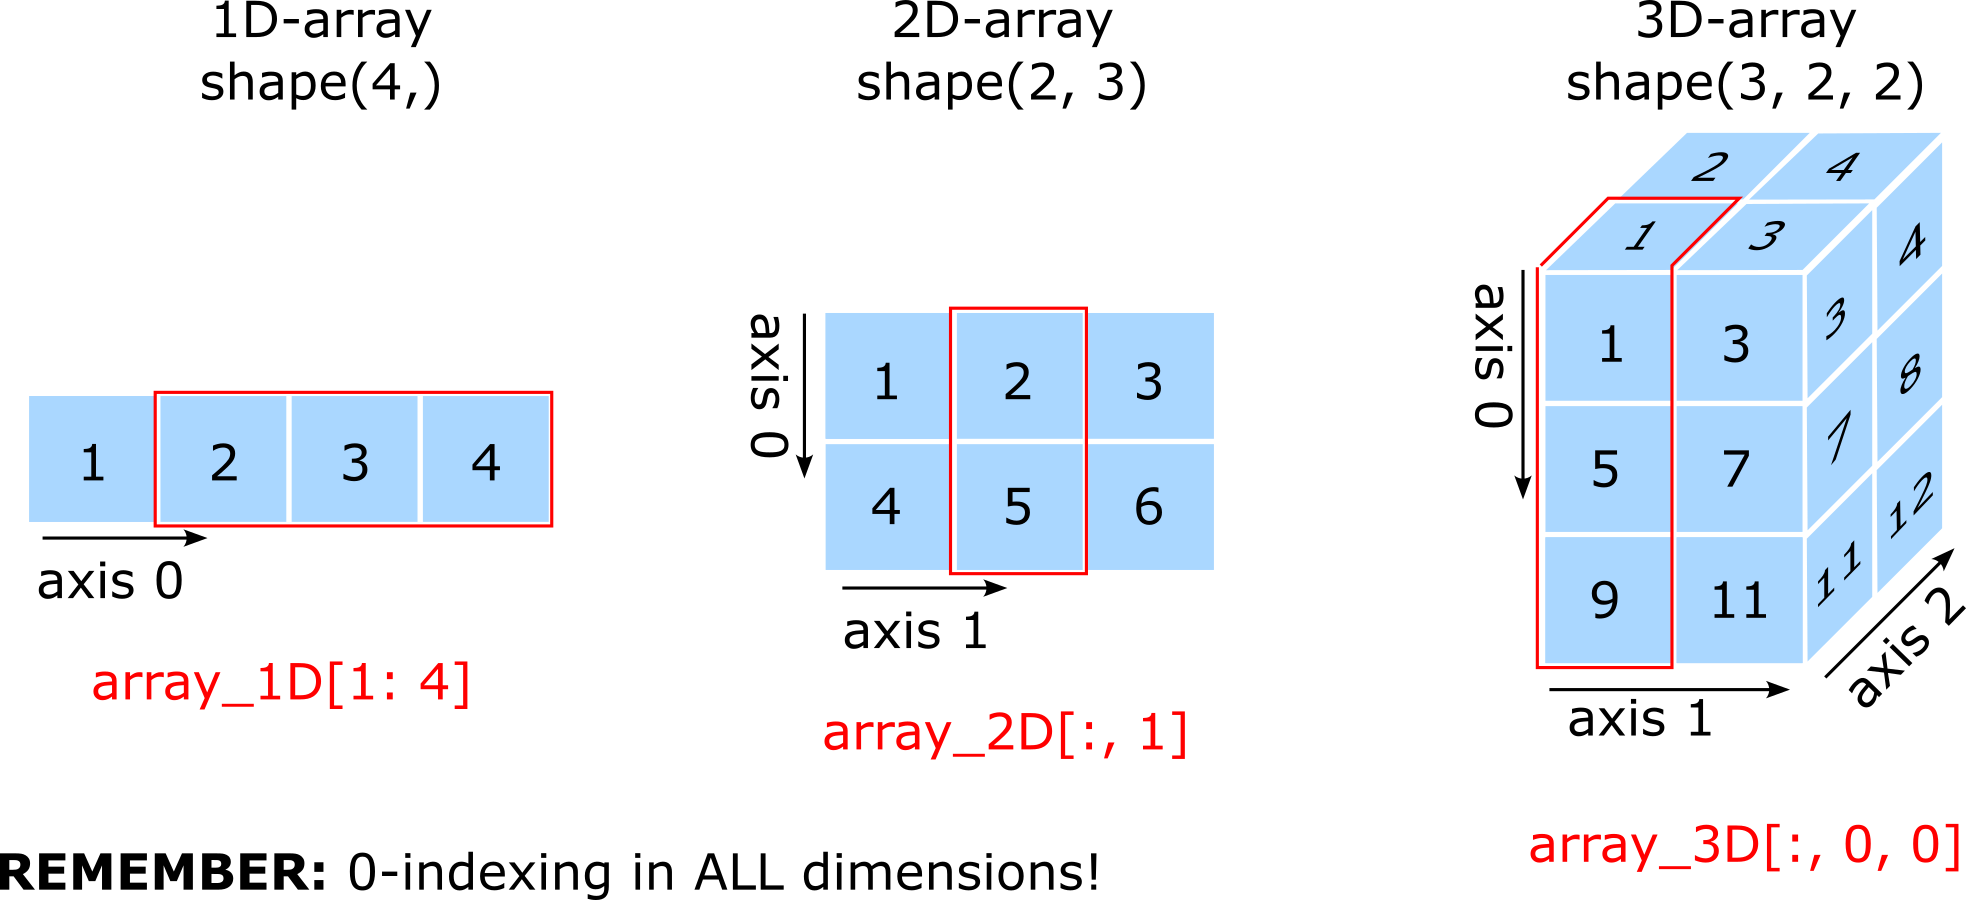 1D-array
shape(4,)
1 2 3 4
axis 0
array_1D[1: 4]
2D-array
shape(2, 3)
axis 0
1 2 3
4 5 6
axis 1
array_2D[:, 1]
3D-array
shape(3, 2, 2)
2 4
1 3
axis 0
1 3
5 7
9 11
3 4
7 8
11 12
axis 1
axis 2
array_3D[:, 0, 0]
REMEMBER: 0-indexing in ALL dimensions!